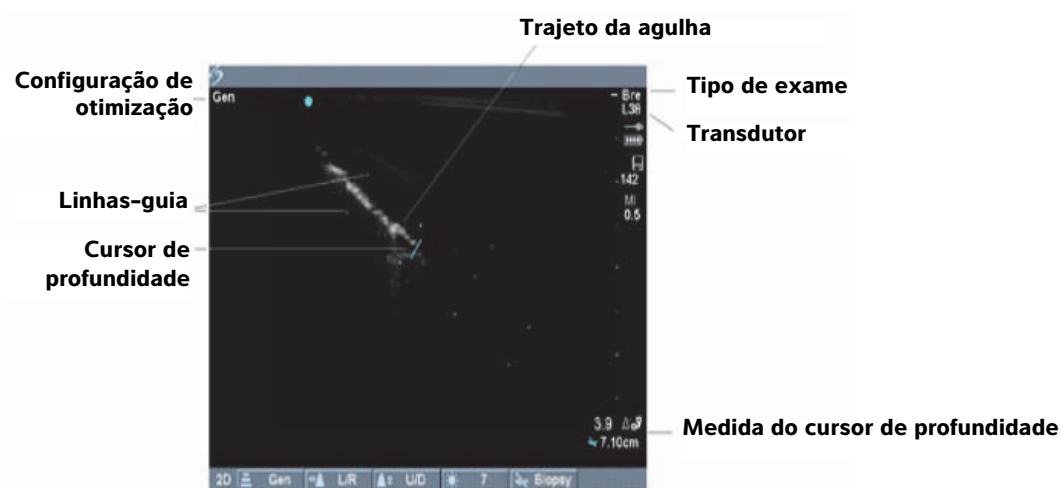 Trajeto da agulha
Configuração de
otimização
Tipo de exame
Transdutor
Linhas-guia
Cursor de
profundidade
Medida do cursor de profundidade
Gen
Bre
L38
142
MI
0.5
3.9
7.10cm
2D Gen L/R U/D 7 Biopsy